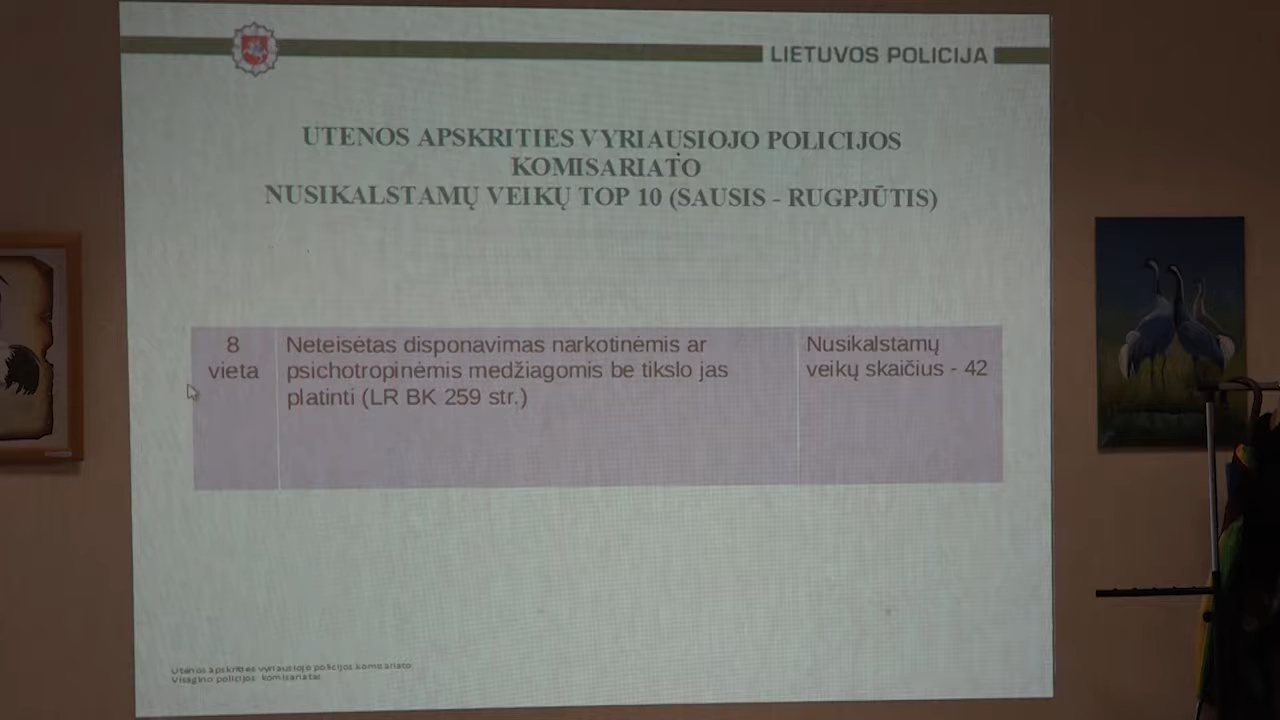 LIETUVOS POLICIJA
UTENOS APSKRITIES VYRIAUSIOJO POLICIJOS
KOMISARIATO
NUSIKALSTAMŲ VEIKŲ TOP 10 (SAUSIS - RUGPJŪTIS)
8
vieta
Neteisėtas disponavimas narkotinėmis ar
psichotropinėmis medžiagomis be tikslo jas
platinti (LR BK 259 str.)
Nusikalstamų
veikų skaičius - 42
Utenos apskrities vyriausiojo policijos komisariato
Visagino policijos komisariatas